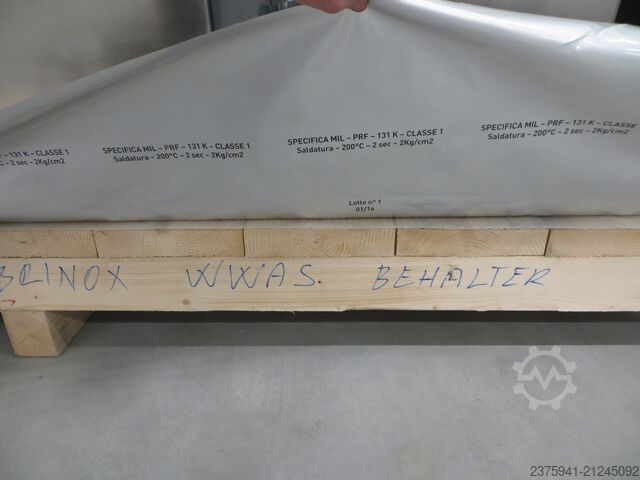 – 131 K – CLASSE 1
°C – 2 sec – 2Kg/cm2
SPECIFICA MIL – PRF – 131 K – CLASSE 1
Saldatura – 200°C – 2 sec – 2Kg/cm2
SPECIFICA MIL – PRF – 131 K – CLASSE 1
Saldatura – 200°C – 2 sec – 2Kg/cm2
SPECIFICA MIL – PRF – 131 K – CLASSE
Saldatura – 200°C – 2 sec – 2Kg/cm2
Lotto n° 1
01/16
BRINOX WWAS. BEHALTER
2375941-21245092